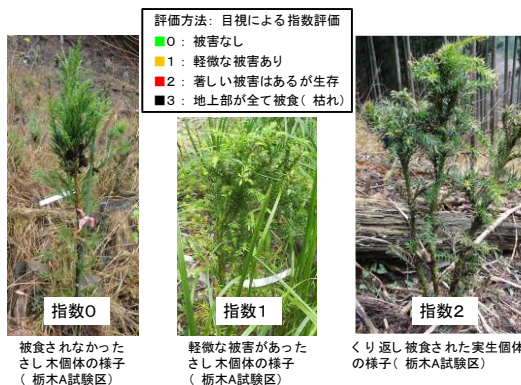 評価方法：目視による指数評価
■0：被害なし
■1：軽微な被害あり
■2：著しい被害はあるが生存
■3：地上部が全て被食（枯れ）
指数0
指数1
指数2
被食されなかった
さし木個体の様子
（栃木A試験区）
軽微な被害があった
さし木個体の様子
（栃木A試験区）
くり返し被食された実生個体
の様子（栃木A試験区）